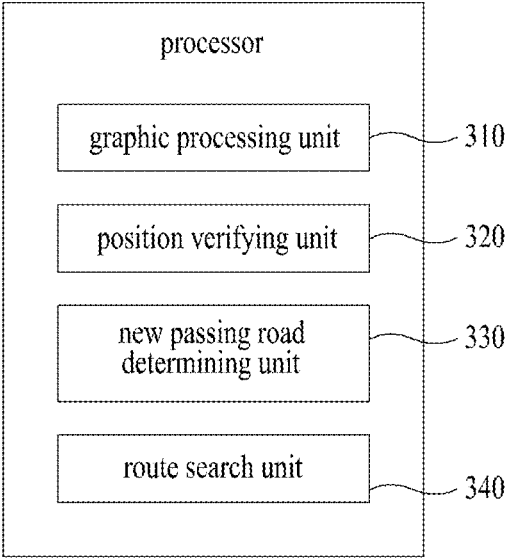 processor
graphic processing unit
310
position verifying unit
320
new passing road
determining unit
330
route search unit
340